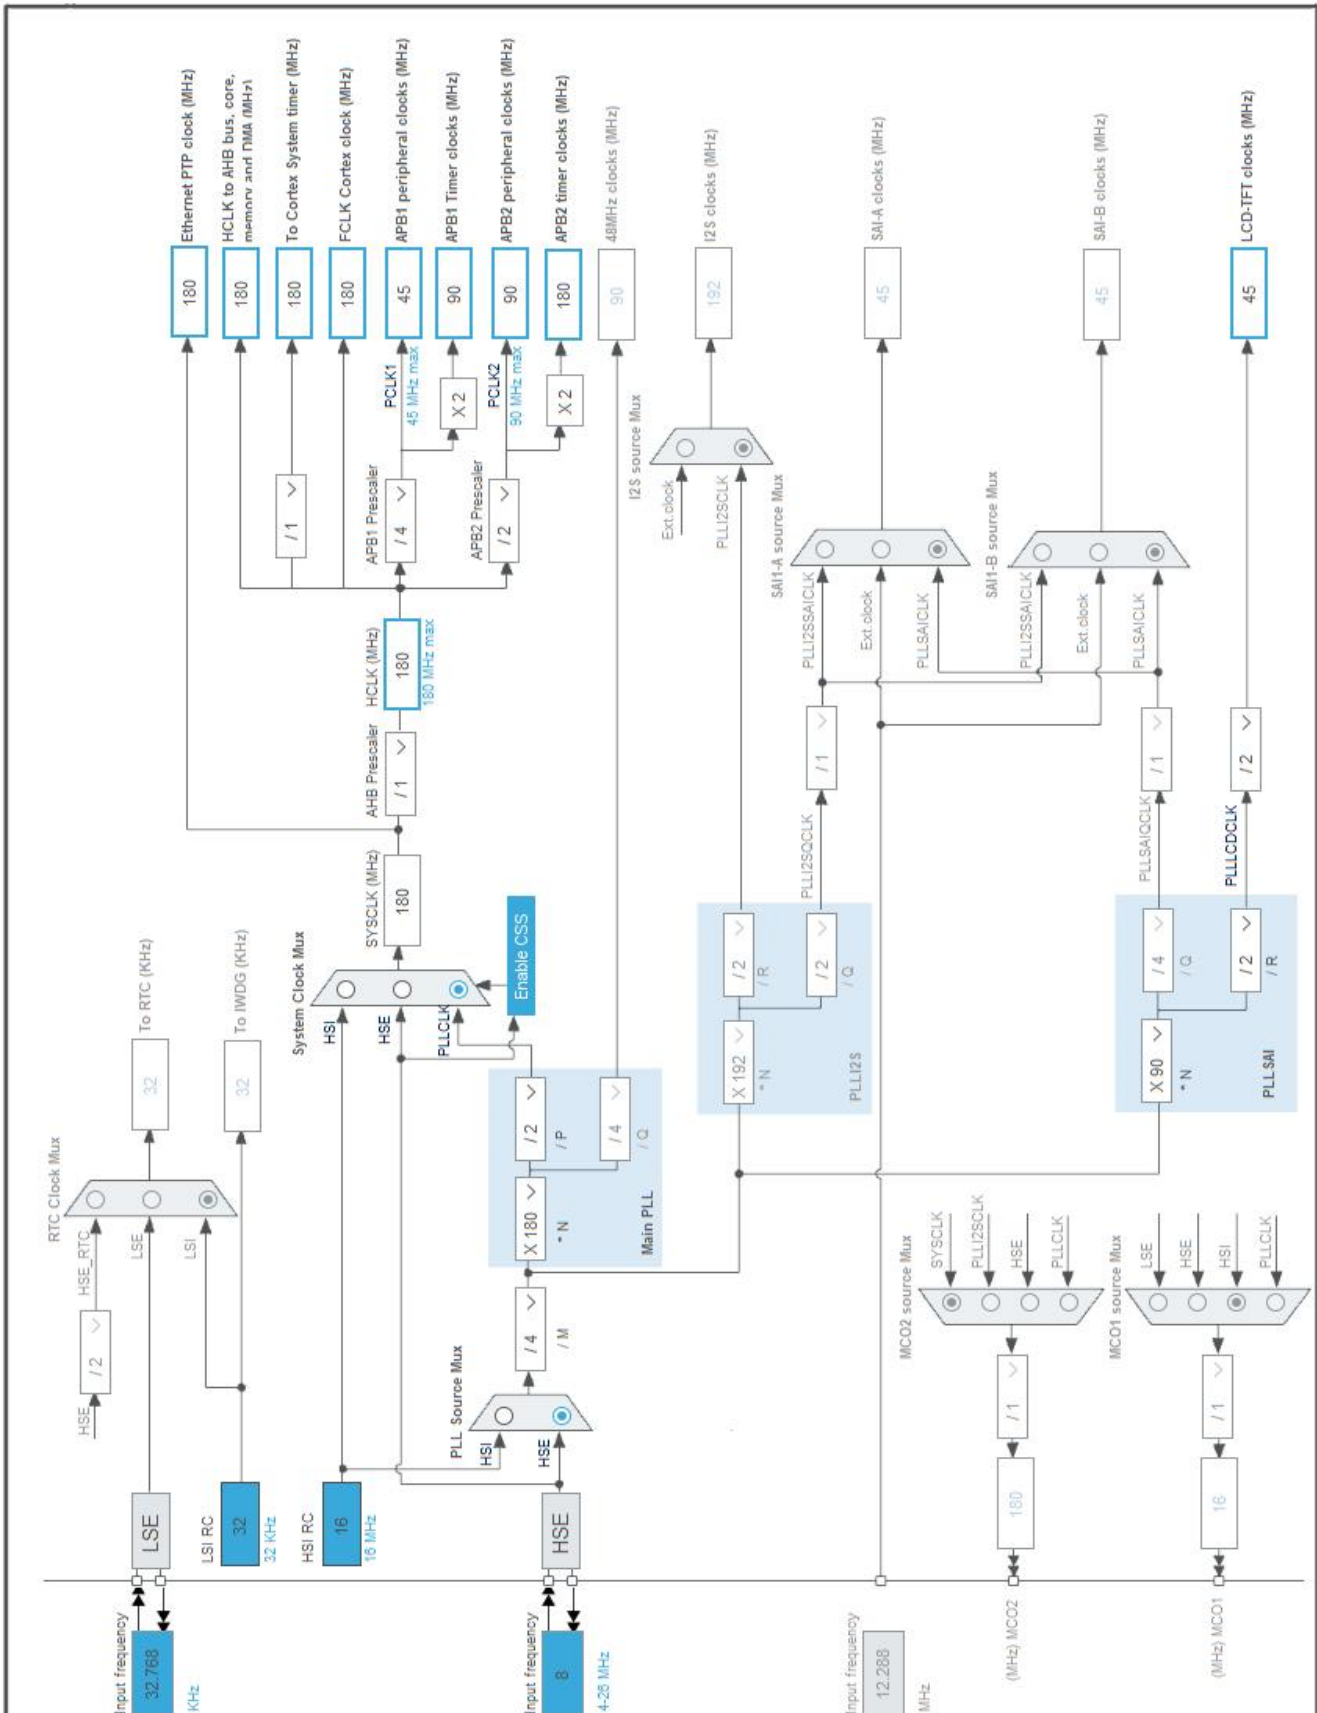 Input frequency
32.768
KHz
LSE
LSI RC
32
32 KHz
HSI RC
16
16 MHz
Input frequency
8
4-26 MHz
HSE
Input frequency
12.288
MHz
HSE
/ 2
HSE_RTC
LSE
LSI
RTC Clock Mux
32
To RTC (KHz)
32
To IWDG (KHz)
PLL Source Mux
HSI
HSE
/ 4
/ M
X 180
* N
/ 2
/ P
/ 4
/ Q
Main PLL
System Clock Mux
HSI
HSE
PLLCLK
Enable CSS
SYSCLK (MHz)
180
AHB Prescaler
/ 1
HCLK (MHz)
180
180 MHz max
/ 1
APB1 Prescaler
/ 4
PCLK1
45 MHz max
X 2
APB2 Prescaler
/ 2
PCLK2
90 MHz max
X 2
180
Ethernet PTP clock (MHz)
180
HCLK to AHB bus, core,
memory and DMA (MHz)
180
To Cortex System timer (MHz)
180
FCLK Cortex clock (MHz)
45
APB1 peripheral clocks (MHz)
90
APB1 Timer clocks (MHz)
90
APB2 peripheral clocks (MHz)
180
APB2 timer clocks (MHz)
90
48MHz clocks (MHz)
X 192
* N
/ 2
/ R
/ 2
/ Q
PLLI2S
I2S source Mux
Ext.clock
PLLI2SCLK
192
I2S clocks (MHz)
PLLI2SQCLK
/ 1
SAI1-A source Mux
PLLI2SSAICLK
Ext.clock
PLLSAICLK
45
SAI-A clocks (MHz)
SAI1-B source Mux
PLLI2SSAICLK
Ext.clock
PLLSAICLK
45
SAI-B clocks (MHz)
X 90
* N
/ 4
/ Q
/ 2
/ R
PLLSAI
PLLSAIQCLK
/ 1
PLLLCDCLK
/ 2
45
LCD-TFT clocks (MHz)
MCO2 source Mux
SYSCLK
PLLI2SCLK
HSE
PLLCLK
/ 1
180
(MHz) MCO2
MCO1 source Mux
LSE
HSE
HSI
PLLCLK
/ 1
16
(MHz) MCO1